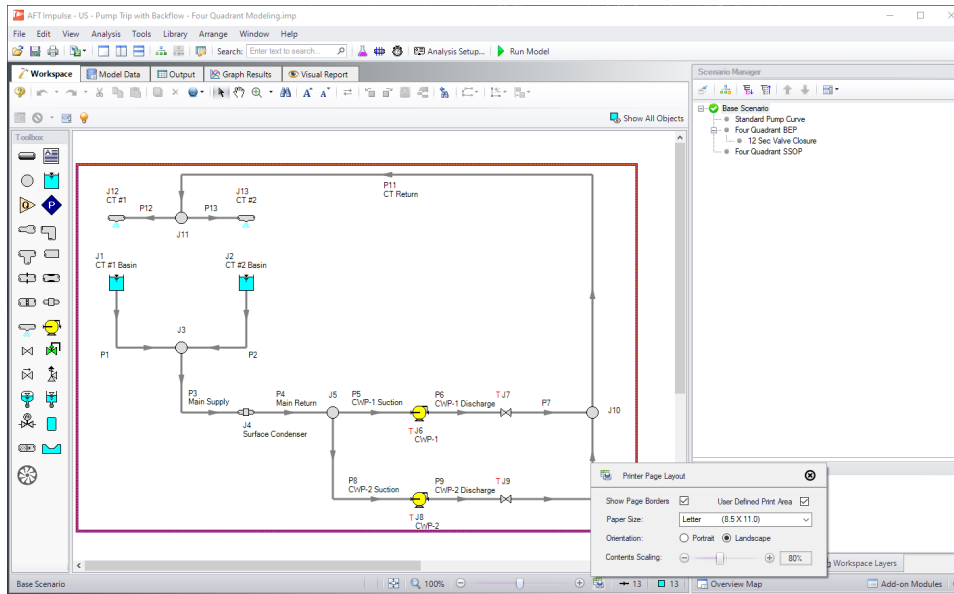 AFT Impulse - US - Pump Trip with Backflow - Four Quadrant Modeling.imp
File Edit View Analysis Tools Library Arrange Window Help
Search: Enter text to search... Analysis Setup... Run Model
Workspace Model Data Output Graph Results Visual Report
Show All Objects
Toolbox
P11
CT Return
J12
CT #1
P12
P13
J13
CT #2
J11
J1
CT #1 Basin
J2
CT #2 Basin
J3
P1
P2
P3
Main Supply
P4
Main Return
J5
P5
CWP-1 Suction
P6
CWP-1 Discharge
T J7
P7
J10
J4
Surface Condenser
T J6
CWP-1
P8
CWP-2 Suction
P9
CWP-2 Discharge
T J9
T J8
CWP-2
Scenario Manager
Base Scenario
Standard Pump Curve
Four Quadrant BEP
12 Sec Valve Closure
Four Quadrant SSOP
Printer Page Layout
Show Page Borders User Defined Print Area
Paper Size: Letter (8.5 X 11.0)
Orientation: Portrait Landscape
Contents Scaling: 80%
Workspace Layers
Base Scenario 100% 13 13 Overview Map Add-on Modules